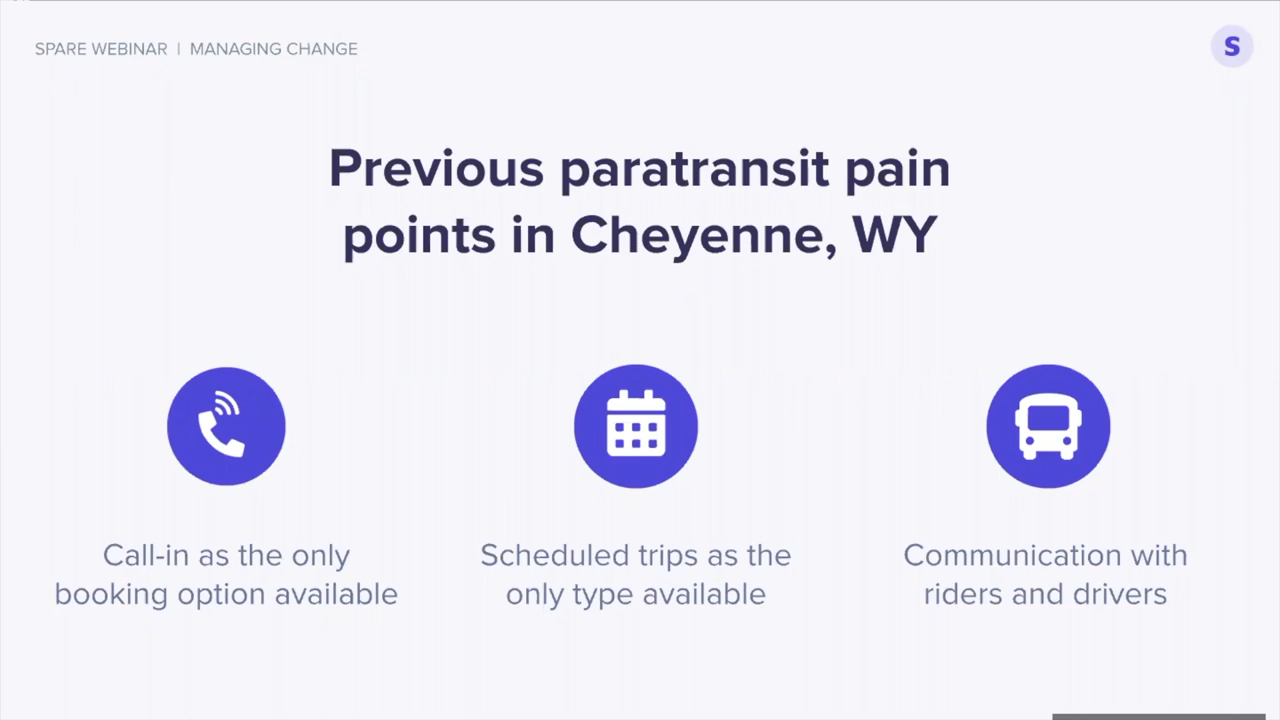 SPARE WEBINAR | MANAGING CHANGE
S
Previous paratransit pain
points in Cheyenne, WY
Call-in as the only
booking option available
Scheduled trips as the
only type available
Communication with
riders and drivers